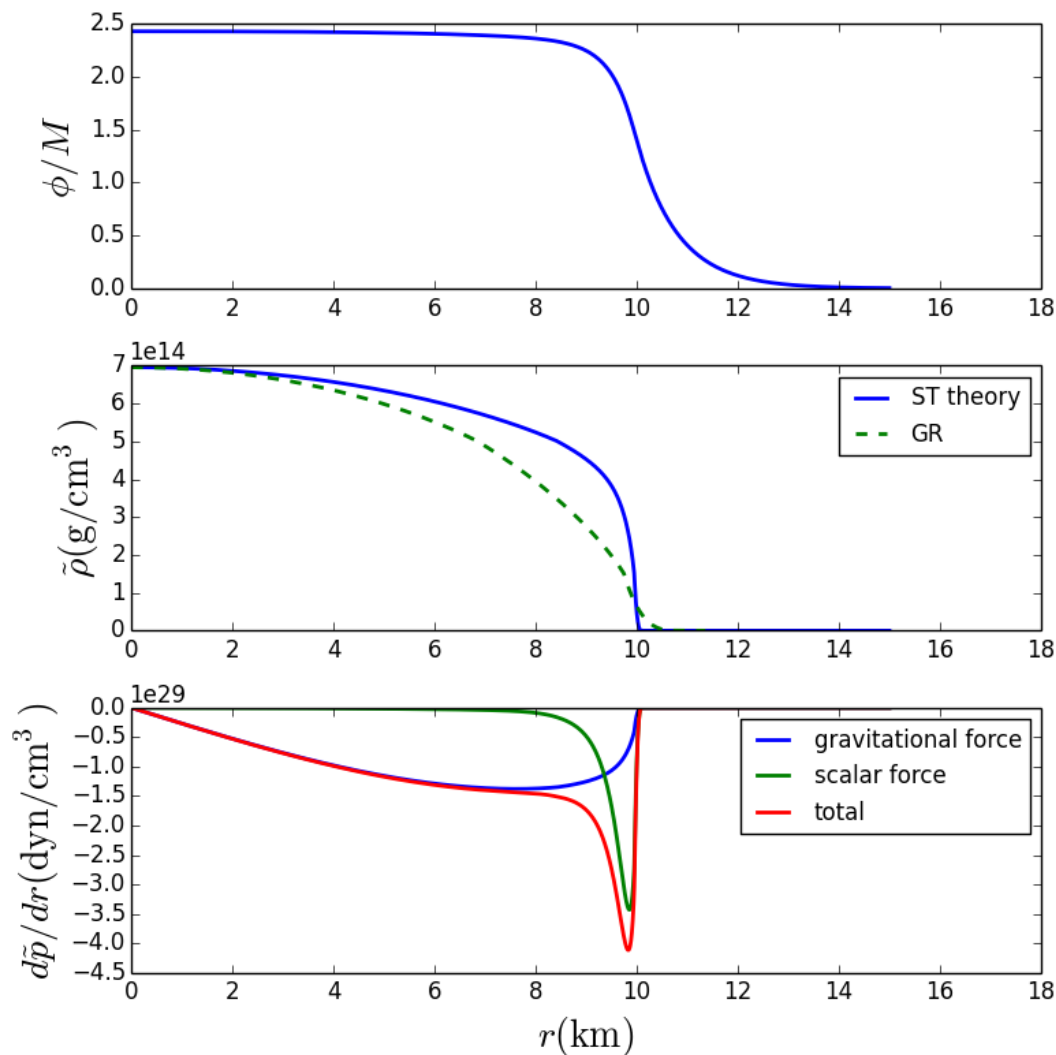 2.5
2.0
1.5
1.0
0.5
0.0
ϕ/M
0 2 4 6 8 10 12 14 16 18
1e14
7
6
5
4
3
2
1
0
ρ̃(g/cm³)
ST theory
GR
0 2 4 6 8 10 12 14 16 18
1e29
0.0
−0.5
−1.0
−1.5
−2.0
−2.5
−3.0
−3.5
−4.0
−4.5
dp̃/dr(dyn/cm³)
gravitational force
scalar force
total
0 2 4 6 8 10 12 14 16 18
r(km)